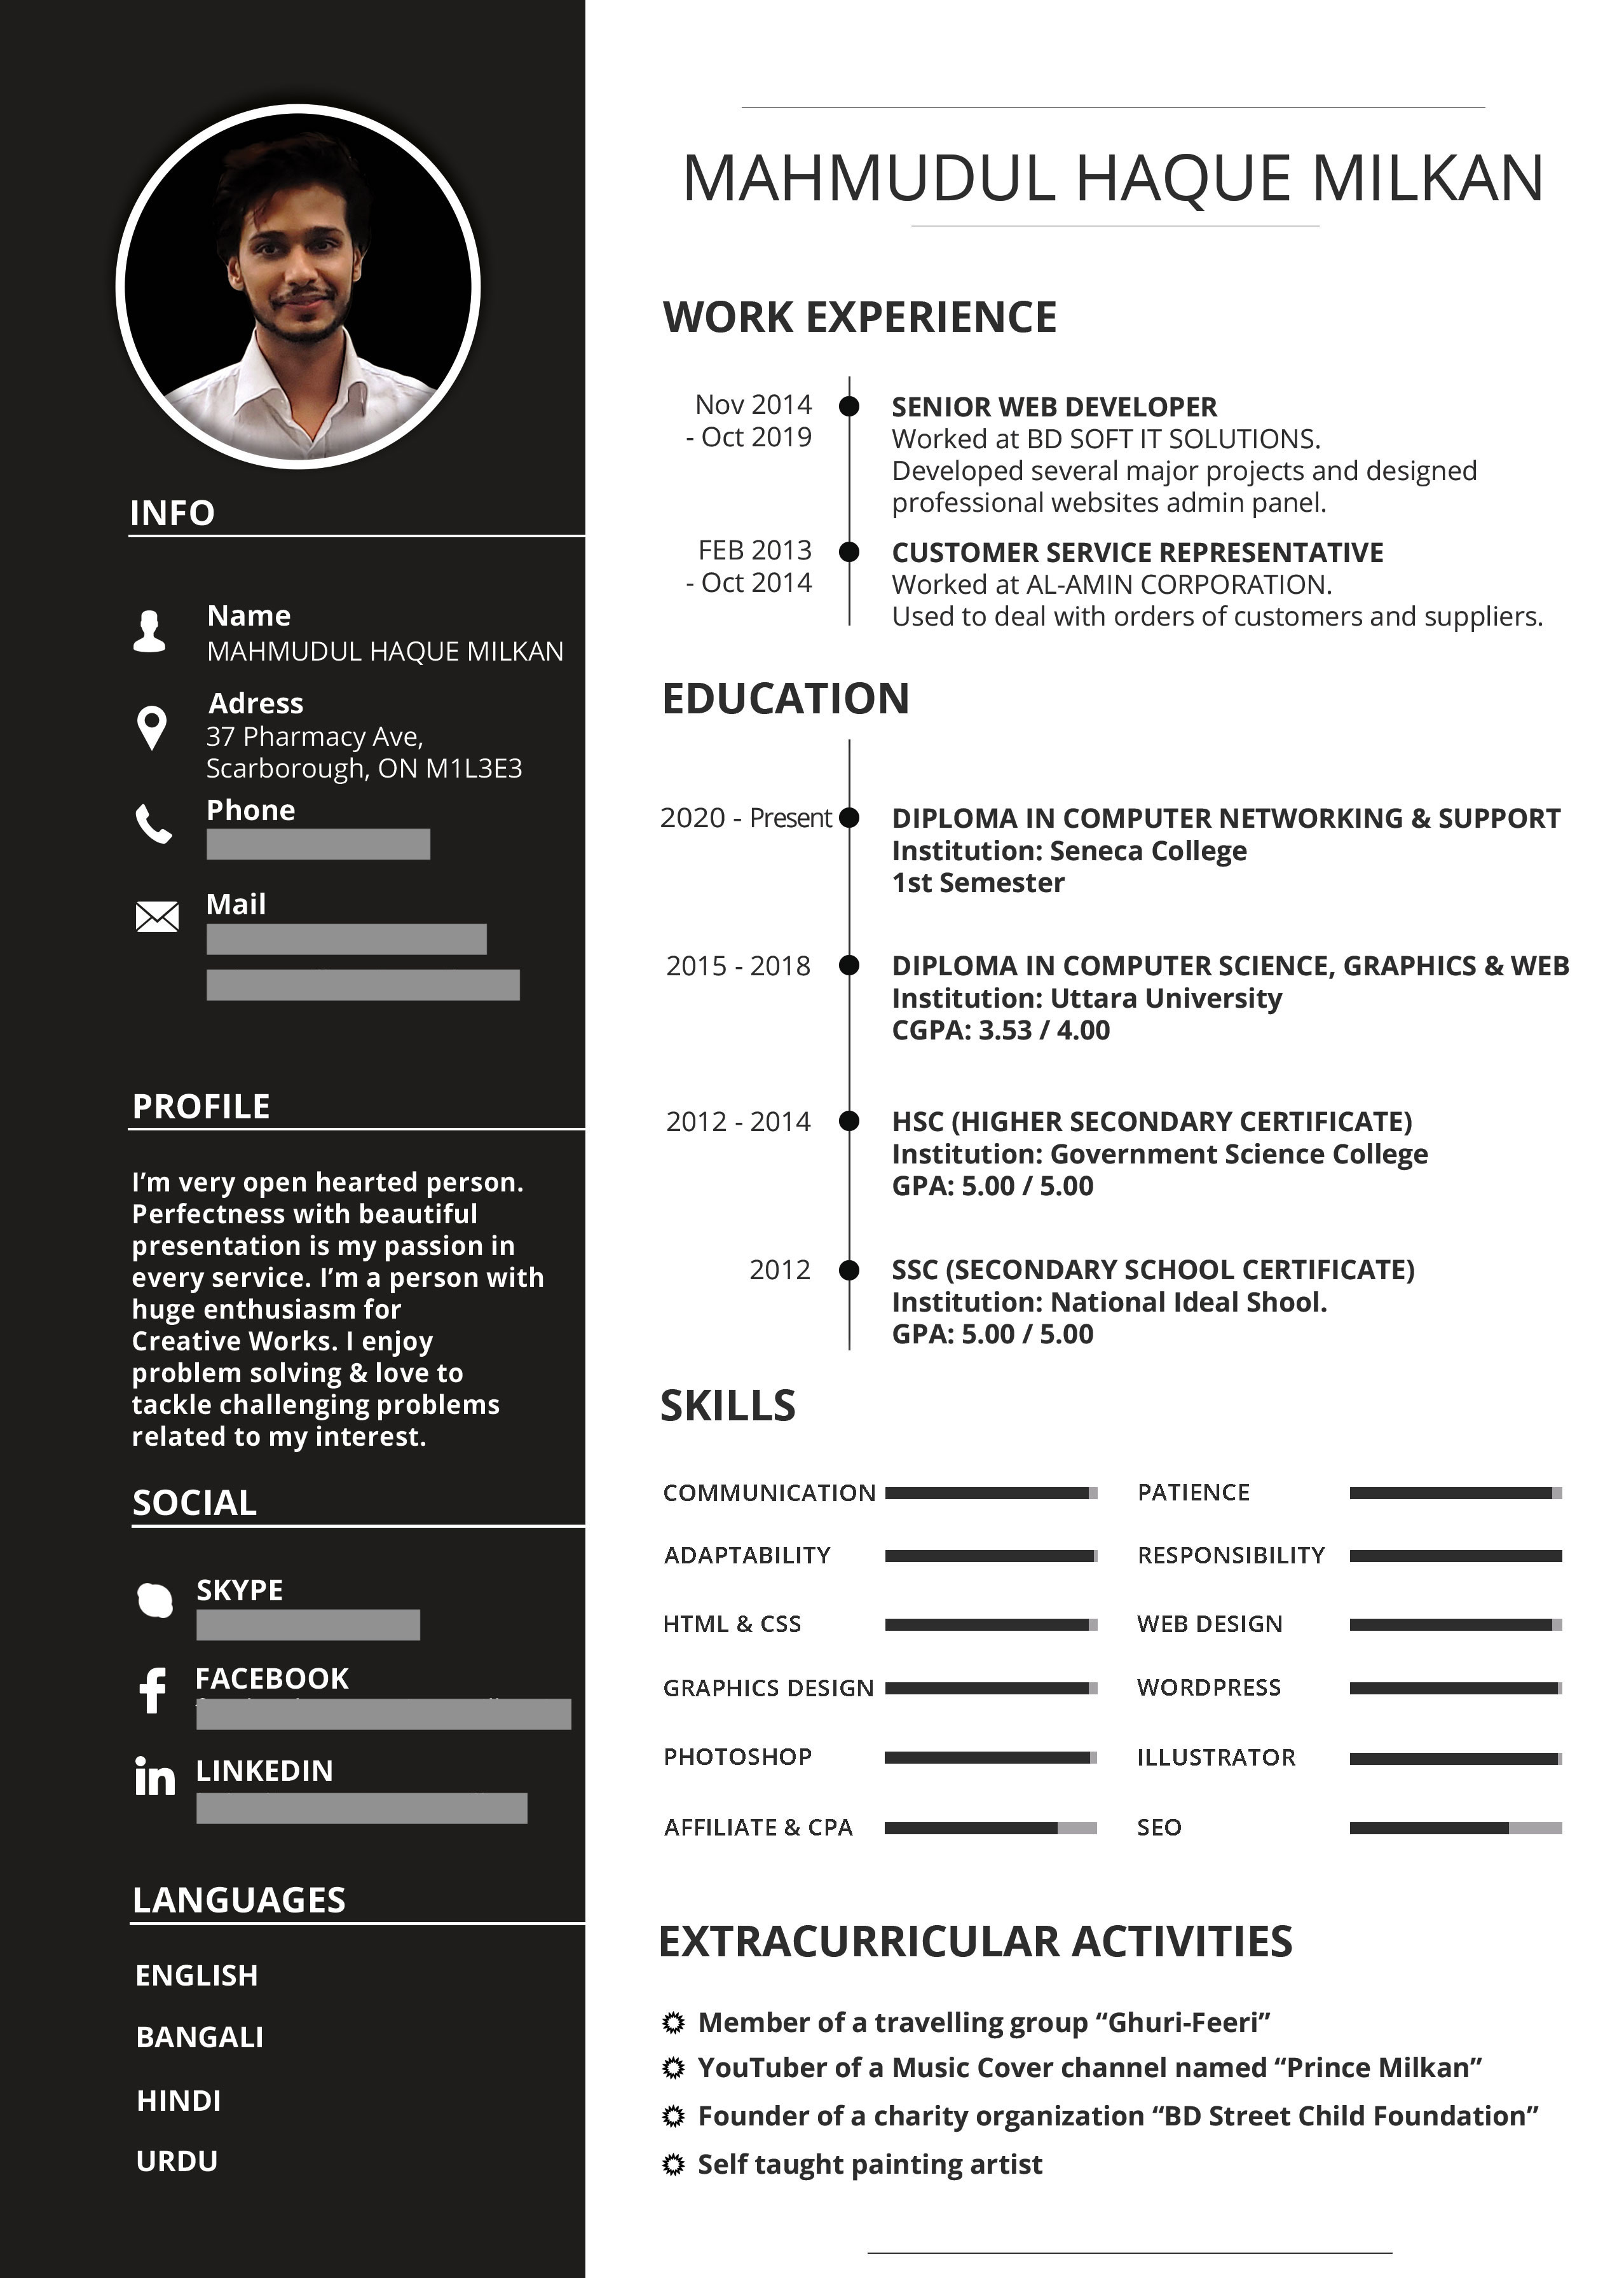 MAHMUDUL HAQUE MILKAN
INFO
Name
MAHMUDUL HAQUE MILKAN
Adress
37 Pharmacy Ave,
Scarborough, ON M1L3E3
Phone
Mail
PROFILE
I’m very open hearted person.
Perfectness with beautiful
presentation is my passion in
every service. I’m a person with
huge enthusiasm for
Creative Works. I enjoy
problem solving & love to
tackle challenging problems
related to my interest.
SOCIAL
SKYPE
FACEBOOK
LINKEDIN
LANGUAGES
ENGLISH
BANGALI
HINDI
URDU
WORK EXPERIENCE
Nov 2014
- Oct 2019
SENIOR WEB DEVELOPER
Worked at BD SOFT IT SOLUTIONS.
Developed several major projects and designed
professional websites admin panel.
FEB 2013
- Oct 2014
CUSTOMER SERVICE REPRESENTATIVE
Worked at AL-AMIN CORPORATION.
Used to deal with orders of customers and suppliers.
EDUCATION
2020 - Present
DIPLOMA IN COMPUTER NETWORKING & SUPPORT
Institution: Seneca College
1st Semester
2015 - 2018
DIPLOMA IN COMPUTER SCIENCE, GRAPHICS & WEB
Institution: Uttara University
CGPA: 3.53 / 4.00
2012 - 2014
HSC (HIGHER SECONDARY CERTIFICATE)
Institution: Government Science College
GPA: 5.00 / 5.00
2012
SSC (SECONDARY SCHOOL CERTIFICATE)
Institution: National Ideal Shool.
GPA: 5.00 / 5.00
SKILLS
COMMUNICATION
PATIENCE
ADAPTABILITY
RESPONSIBILITY
HTML & CSS
WEB DESIGN
GRAPHICS DESIGN
WORDPRESS
PHOTOSHOP
ILLUSTRATOR
AFFILIATE & CPA
SEO
EXTRACURRICULAR ACTIVITIES
Member of a travelling group “Ghuri-Feeri”
YouTuber of a Music Cover channel named “Prince Milkan”
Founder of a charity organization “BD Street Child Foundation”
Self taught painting artist